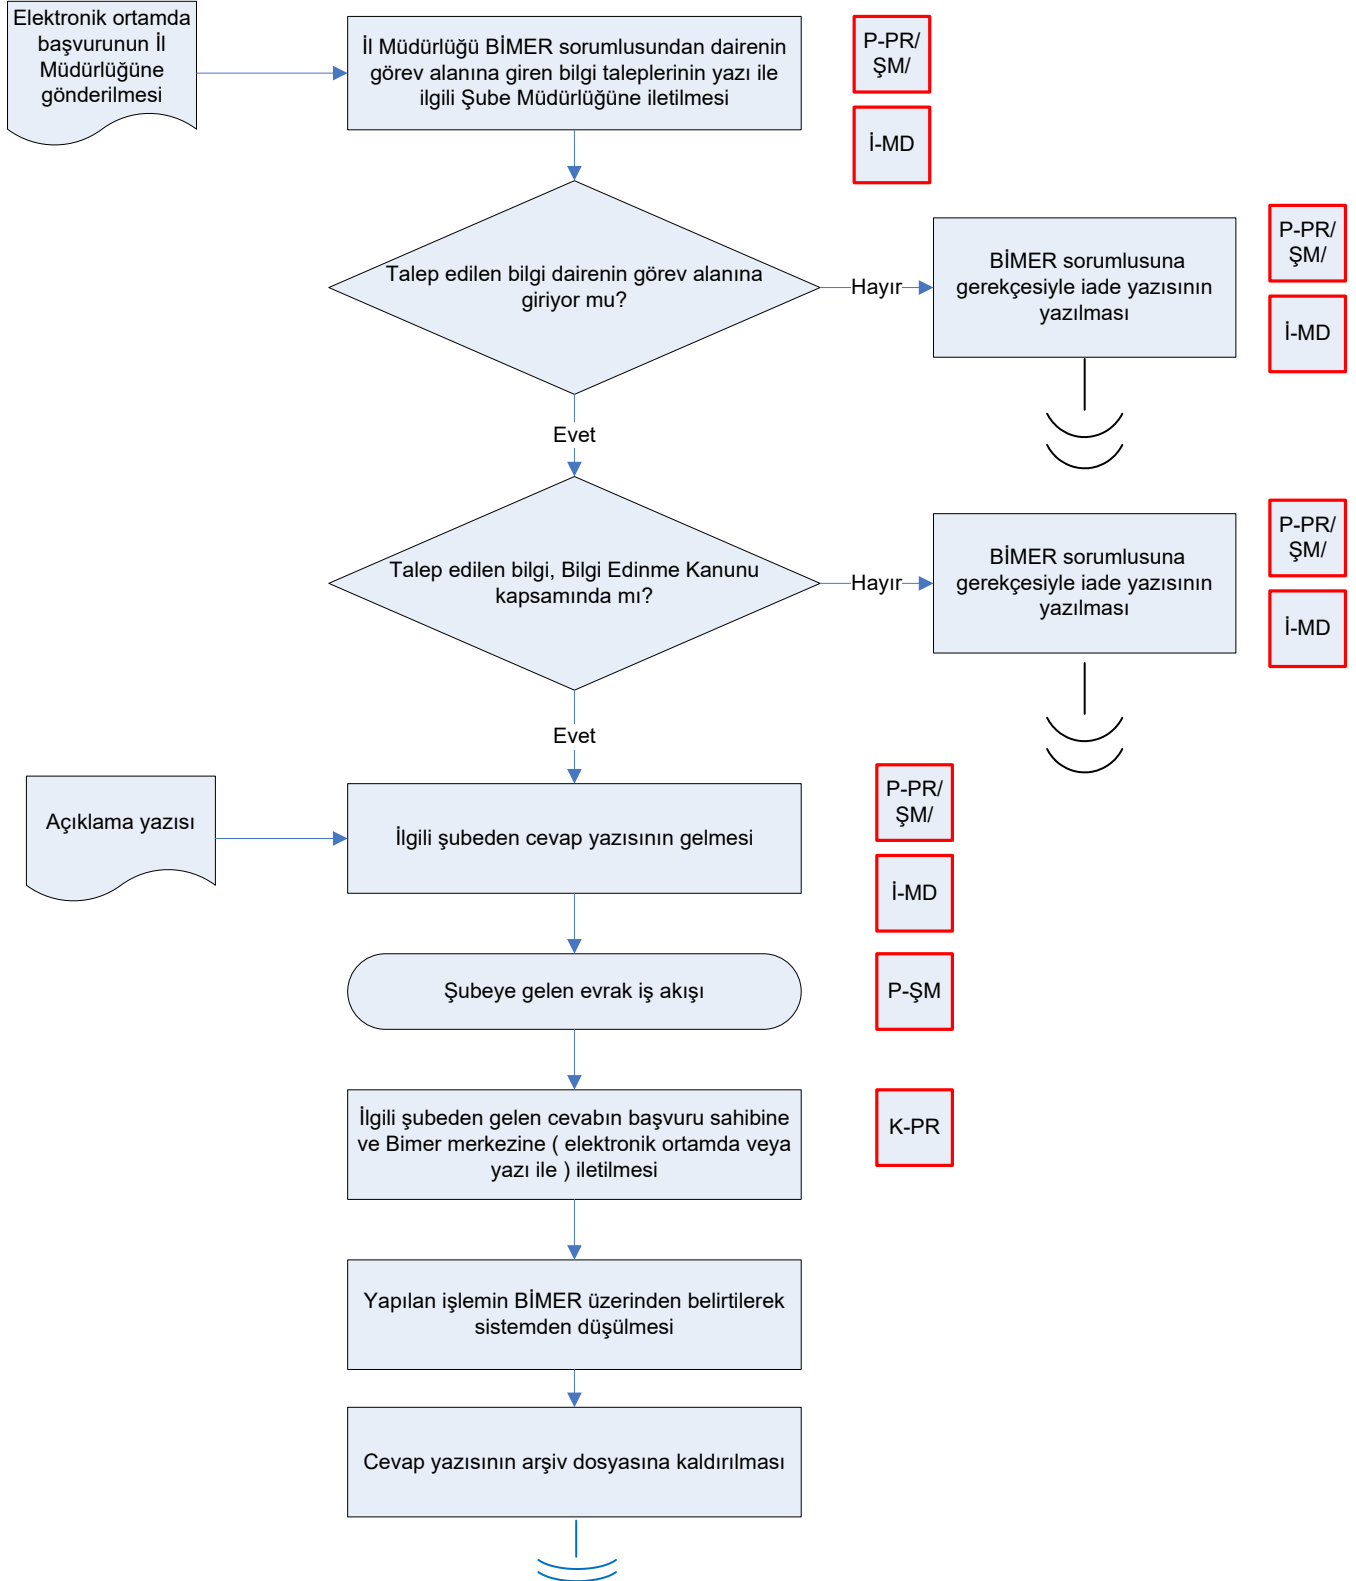 Elektronik ortamda
başvurunun İl
Müdürlüğüne
gönderilmesi
İl Müdürlüğü BİMER sorumlusundan dairenin
görev alanına giren bilgi taleplerinin yazı ile
ilgili Şube Müdürlüğüne iletilmesi
P-PR/
ŞM/
İ-MD
Talep edilen bilgi dairenin görev alanına
giriyor mu?
Hayır
BİMER sorumlusuna
gerekçesiyle iade yazısının
yazılması
P-PR/
ŞM/
İ-MD
Evet
Talep edilen bilgi, Bilgi Edinme Kanunu
kapsamında mı?
Hayır
BİMER sorumlusuna
gerekçesiyle iade yazısının
yazılması
P-PR/
ŞM/
İ-MD
Evet
Açıklama yazısı
İlgili şubeden cevap yazısının gelmesi
P-PR/
ŞM/
İ-MD
Şubeye gelen evrak iş akışı
P-ŞM
İlgili şubeden gelen cevabın başvuru sahibine
ve Bimer merkezine ( elektronik ortamda veya
yazı ile ) iletilmesi
K-PR
Yapılan işlemin BİMER üzerinden belirtilerek
sistemden düşülmesi
Cevap yazısının arşiv dosyasına kaldırılması